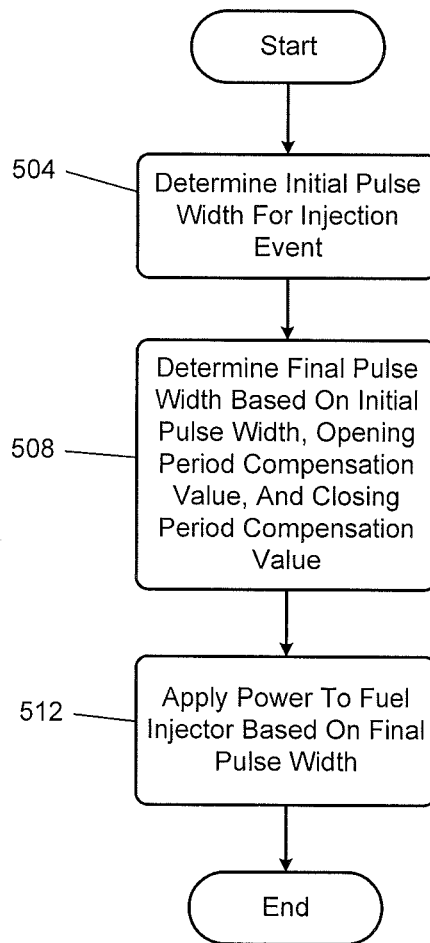 Start
504
Determine Initial Pulse
Width For Injection
Event
508
Determine Final Pulse
Width Based On Initial
Pulse Width, Opening
Period Compensation
Value, And Closing
Period Compensation
Value
512
Apply Power To Fuel
Injector Based On Final
Pulse Width
End